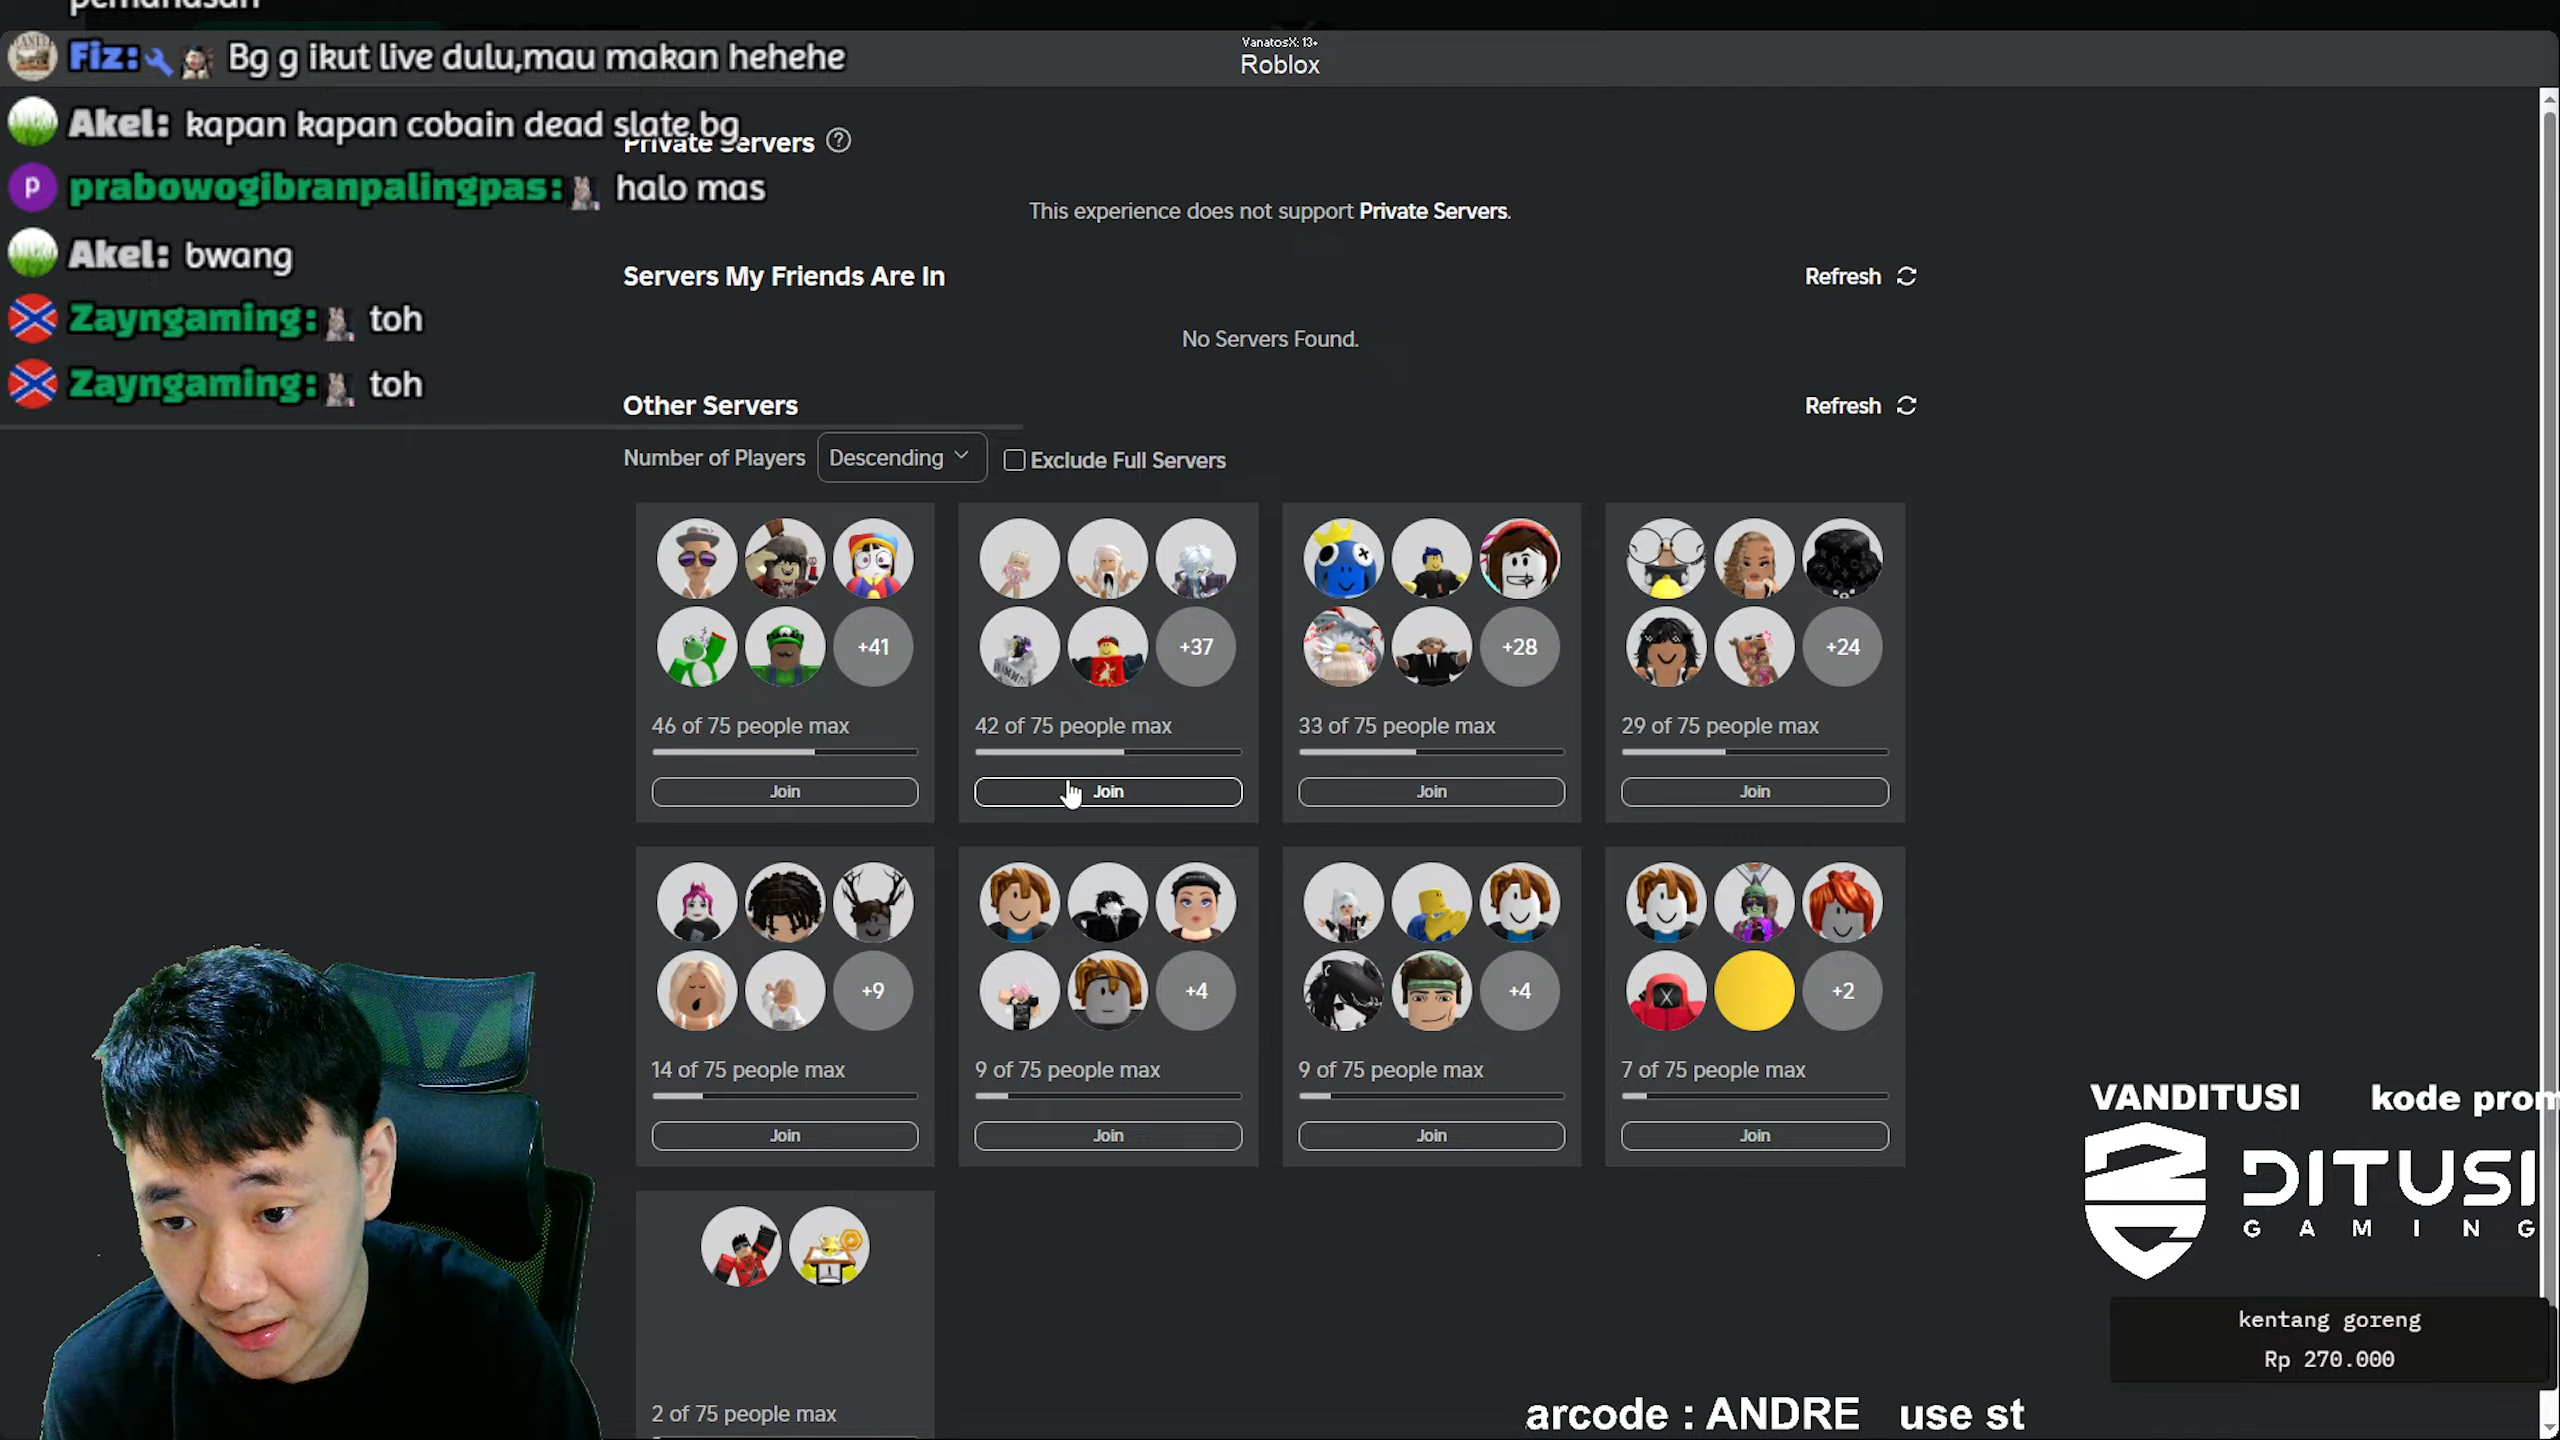 Fiz: Bg g ikut live dulu,mau makan hehehe
Akel: kapan kapan cobain dead slate bg
prabowogibranpalingpas: halo mas
Akel: bwang
Zayngaming: toh
Zayngaming: toh
VanatosX: 13+
Roblox
Private Servers
This experience does not support Private Servers.
Servers My Friends Are In
Refresh
No Servers Found.
Other Servers
Refresh
Number of Players
Descending
Exclude Full Servers
+41
+37
+28
+24
46 of 75 people max
42 of 75 people max
33 of 75 people max
29 of 75 people max
Join
Join
Join
Join
+9
+4
+4
+2
14 of 75 people max
9 of 75 people max
9 of 75 people max
7 of 75 people max
Join
Join
Join
Join
2 of 75 people max
VANDITUSI kode prom
DITUSI
GAMING
kentang goreng
Rp 270.000
arcode : ANDRE use st